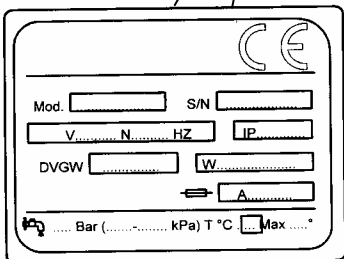 CE
Mod. .................... S/N ....................
V.......... N......... HZ IP..........
DVGW .................. W....................
A............
..... Bar (.......-....... kPa) T °C .... Max .....°